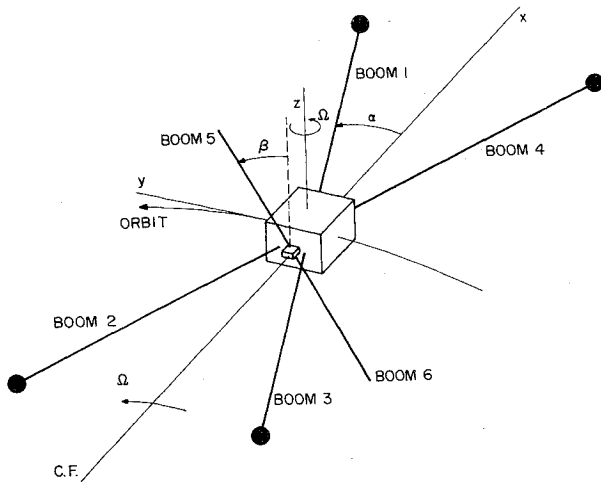 x
BOOM 1
z
Ω
α
BOOM 4
BOOM 5
β
y
ORBIT
BOOM 2
Ω
BOOM 3
BOOM 6
C.F.